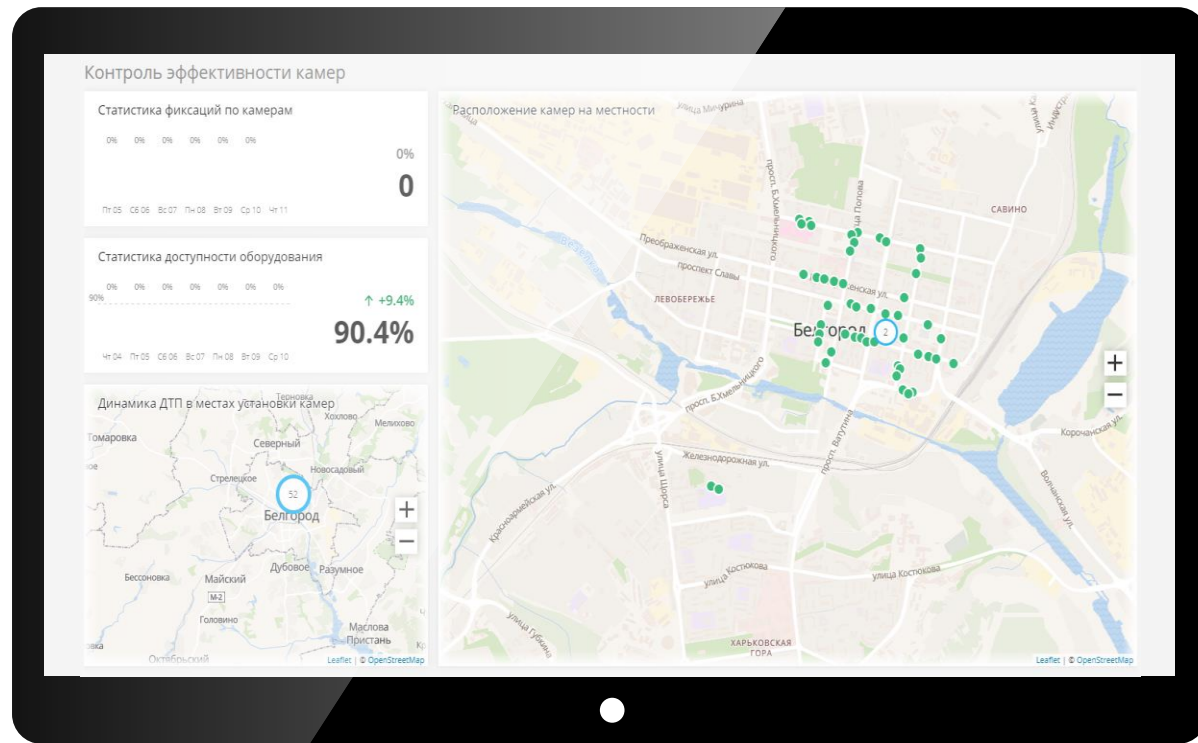 Контроль эффективности камер
Статистика фиксаций по камерам
0% 0% 0% 0% 0% 0%
0%
0
Пт 05 Сб 06 Вс 07 Пн 08 Вт 09 Ср 10 Чт 11
Статистика доступности оборудования
0% 0% 0% 0% 0% 0% 0%
90%
↑ +9.4%
90.4%
Чт 04 Пт 05 Сб 06 Вс 07 Пн 08 Вт 09 Ср 10
Динамика ДТП в местах установки камер
Терновка
Хохлово
Мелихово
Томаровка
Северный
Стрелецкое
Новосадовый
52
Белгород
+
−
Дубовое
Разумное
Бессоновка
Майский
М-2
Головино
Маслова
Пристань
Октябрьский
Leaflet | © OpenStreetMap
Расположение камер на местности
улица Мичурина
просп. Б.Хмельницкого
улица Попова
САВИНО
Преображенская ул.
проспект Славы
енская ул.
ЛЕВОБЕРЕЖЬЕ
Белгород
2
+
−
просп. Б.Хмельницкого
просп. Ватутина
Корочанская ул.
Железнодорожная ул.
улица Щорса
Красноармейская ул.
Волчанская ул.
улица Костюкова
улица Костюкова
улица Губкина
ХАРЬКОВСКАЯ
ГОРА
Leaflet | © OpenStreetMap